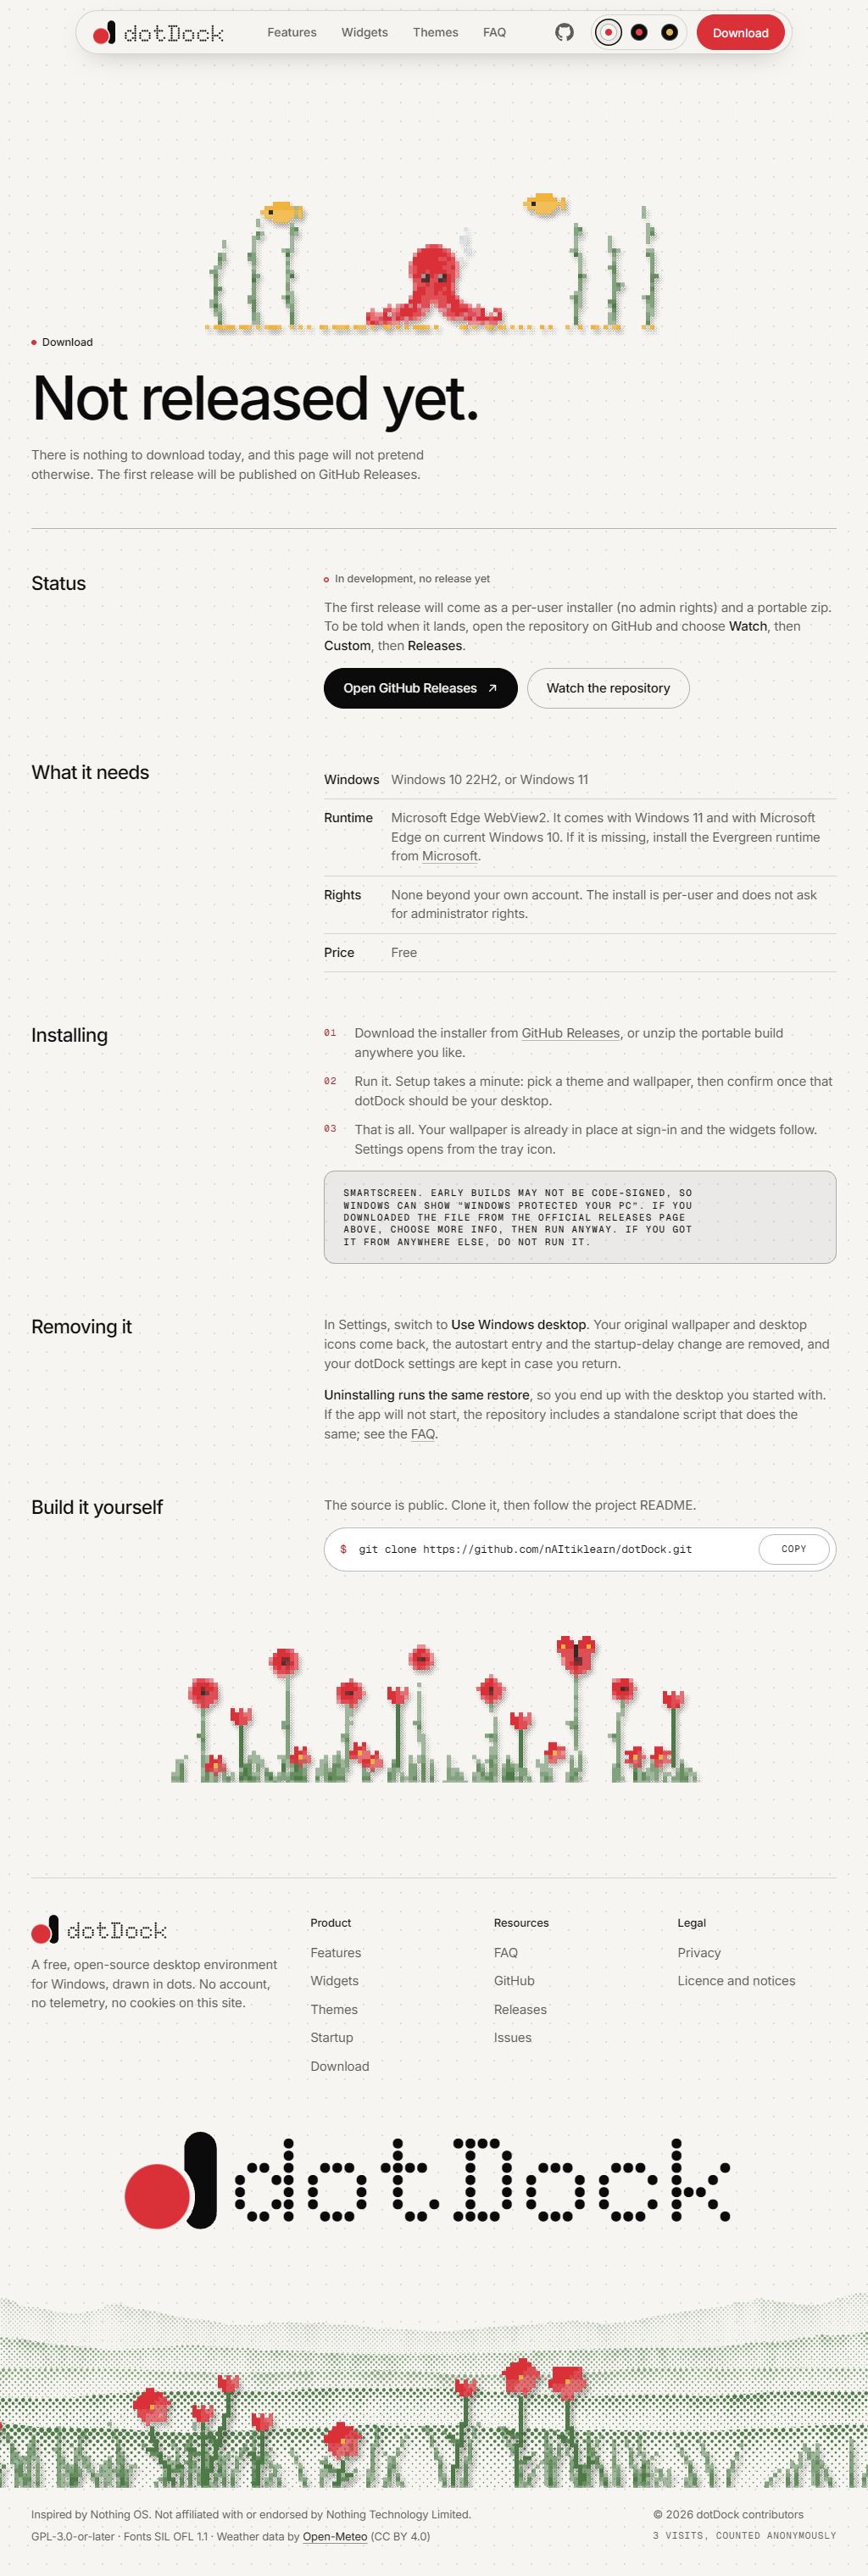 dotDock
Features
Widgets
Themes
FAQ
Download
Download
Not released yet.
There is nothing to download today, and this page will not pretend
otherwise. The first release will be published on GitHub Releases.
Status
In development, no release yet
The first release will come as a per-user installer (no admin rights) and a portable zip.
To be told when it lands, open the repository on GitHub and choose Watch, then
Custom, then Releases.
Open GitHub Releases ↗
Watch the repository
What it needs
Windows Windows 10 22H2, or Windows 11
Runtime Microsoft Edge WebView2. It comes with Windows 11 and with Microsoft
Edge on current Windows 10. If it is missing, install the Evergreen runtime
from Microsoft.
Rights None beyond your own account. The install is per-user and does not ask
for administrator rights.
Price Free
Installing
01 Download the installer from GitHub Releases, or unzip the portable build
anywhere you like.
02 Run it. Setup takes a minute: pick a theme and wallpaper, then confirm once that
dotDock should be your desktop.
03 That is all. Your wallpaper is already in place at sign-in and the widgets follow.
Settings opens from the tray icon.
SMARTSCREEN. EARLY BUILDS MAY NOT BE CODE-SIGNED, SO
WINDOWS CAN SHOW "WINDOWS PROTECTED YOUR PC". IF YOU
DOWNLOADED THE FILE FROM THE OFFICIAL RELEASES PAGE
ABOVE, CHOOSE MORE INFO, THEN RUN ANYWAY. IF YOU GOT
IT FROM ANYWHERE ELSE, DO NOT RUN IT.
Removing it
In Settings, switch to Use Windows desktop. Your original wallpaper and desktop
icons come back, the autostart entry and the startup-delay change are removed, and
your dotDock settings are kept in case you return.
Uninstalling runs the same restore, so you end up with the desktop you started with.
If the app will not start, the repository includes a standalone script that does the
same; see the FAQ.
Build it yourself
The source is public. Clone it, then follow the project README.
$ git clone https://github.com/nAItiklearn/dotDock.git
COPY
dotDock
A free, open-source desktop environment
for Windows, drawn in dots. No account,
no telemetry, no cookies on this site.
Product
Features
Widgets
Themes
Startup
Download
Resources
FAQ
GitHub
Releases
Issues
Legal
Privacy
Licence and notices
dotDock
Inspired by Nothing OS. Not affiliated with or endorsed by Nothing Technology Limited.
GPL-3.0-or-later · Fonts SIL OFL 1.1 · Weather data by Open-Meteo (CC BY 4.0)
© 2026 dotDock contributors
3 VISITS, COUNTED ANONYMOUSLY